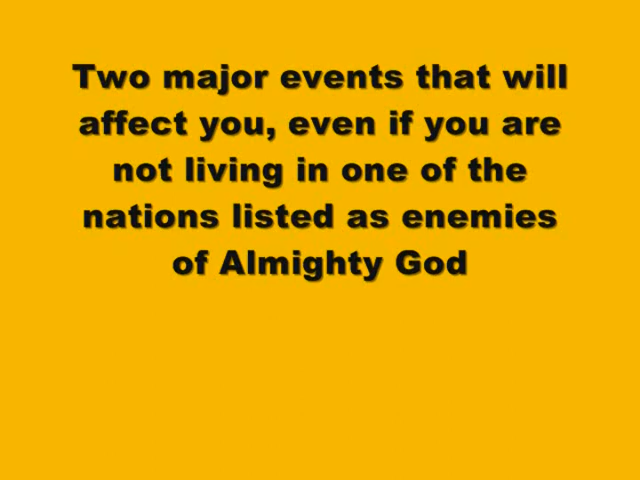 Two major events that will
affect you, even if you are
not living in one of the
nations listed as enemies
of Almighty God